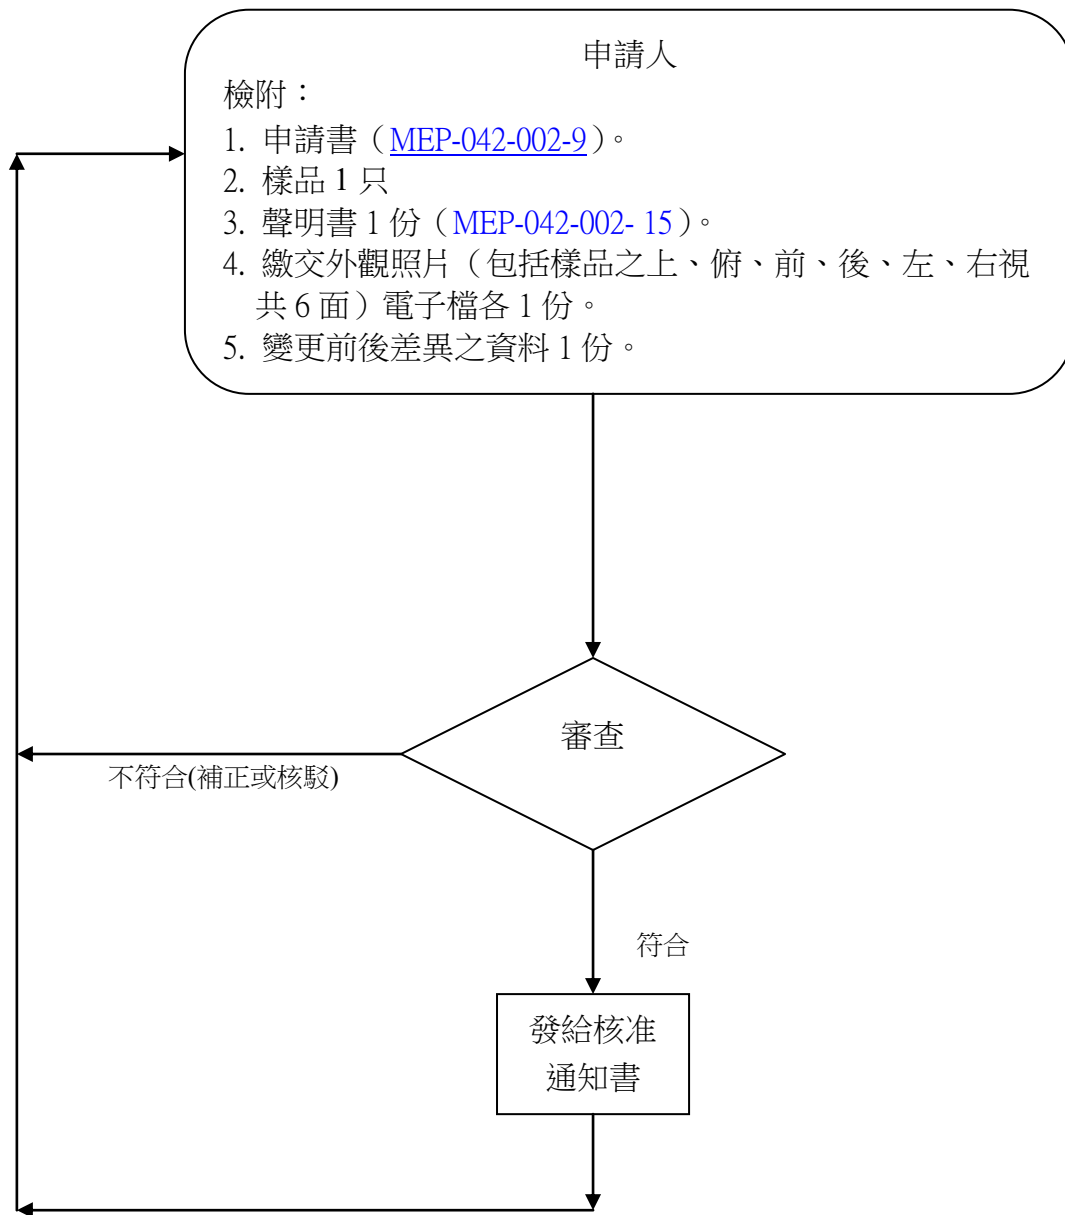 申請人
檢附：
1. 申請書（MEP-042-002-9）。
2. 樣品 1 只
3. 聲明書 1 份（MEP-042-002- 15）。
4. 繳交外觀照片（包括樣品之上、俯、前、後、左、右視
共 6 面）電子檔各 1 份。
5. 變更前後差異之資料 1 份。
審查
不符合(補正或核駁)
符合
發給核准
通知書